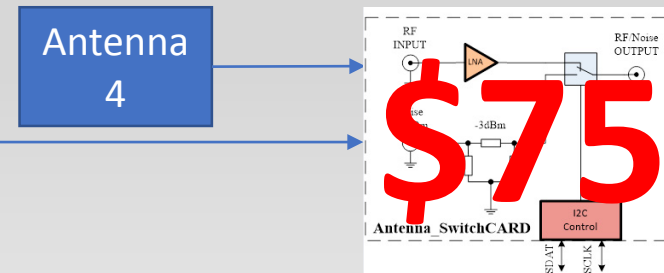 Antenna
4
RF
INPUT
LNA
RF/Noise
OUTPUT
-3dBm
$75
Antenna_SwitchCARD
I2C
Control
SDAT
SCLK